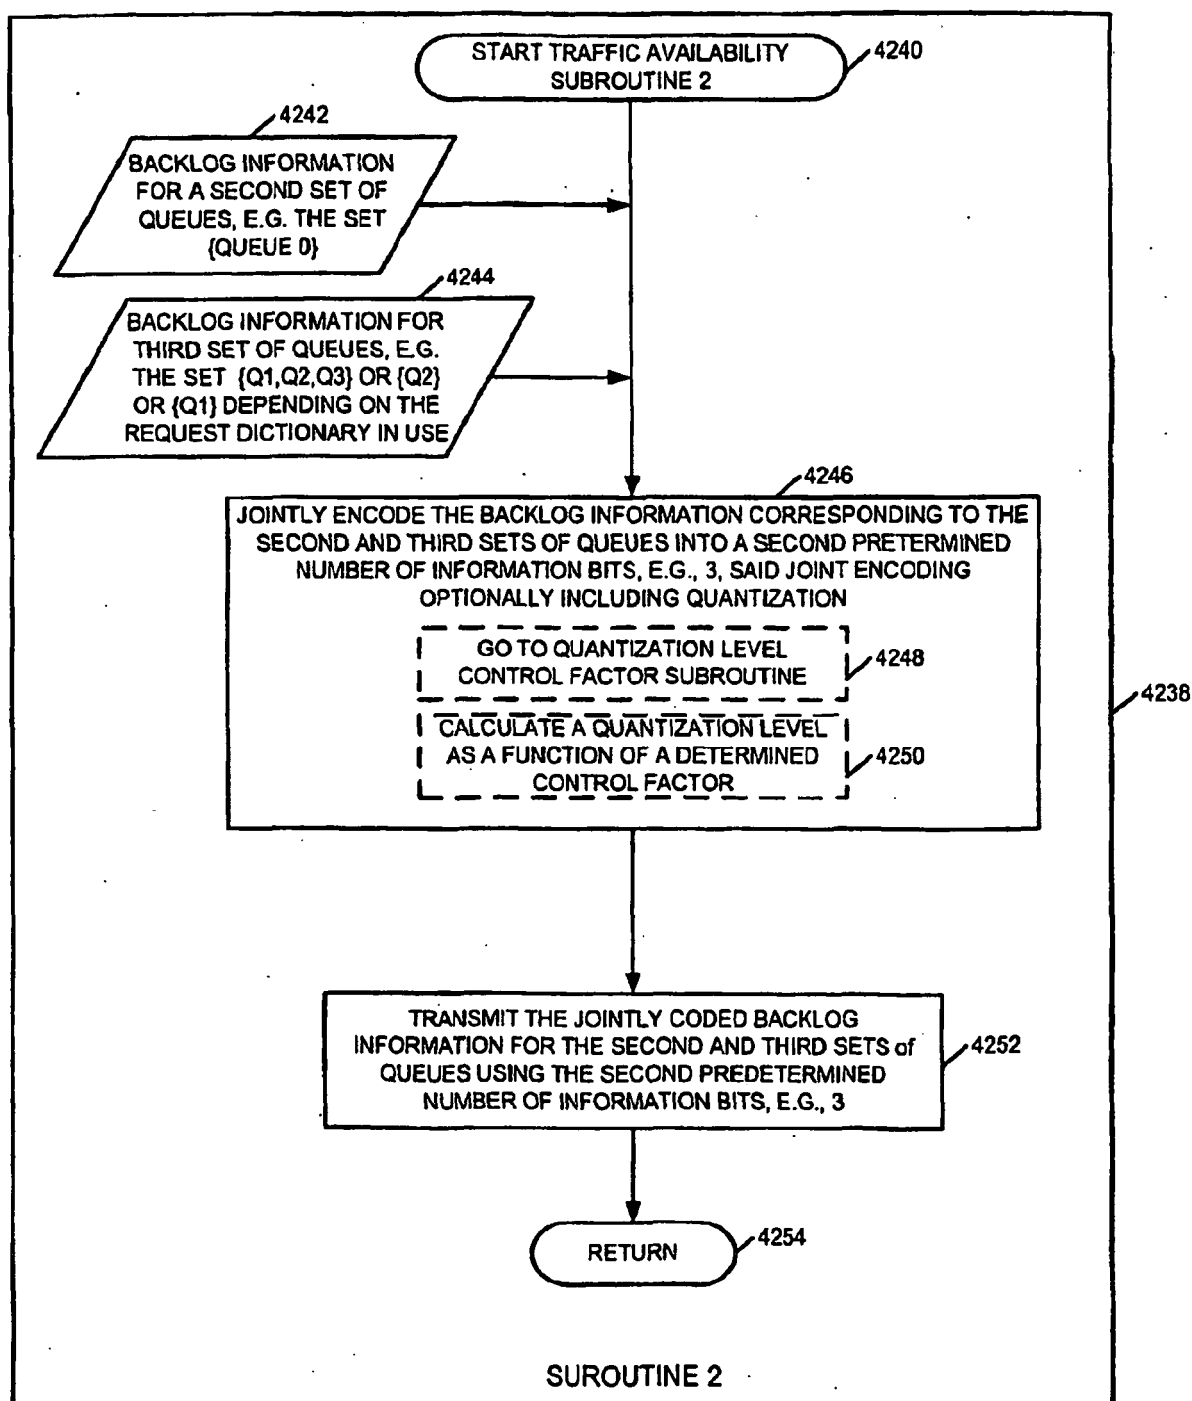 START TRAFFIC AVAILABILITY
SUBROUTINE 2
4240
4242
BACKLOG INFORMATION
FOR A SECOND SET OF
QUEUES, E.G. THE SET
{QUEUE 0}
4244
BACKLOG INFORMATION FOR
THIRD SET OF QUEUES, E.G.
THE SET {Q1,Q2,Q3} OR {Q2}
OR {Q1} DEPENDING ON THE
REQUEST DICTIONARY IN USE
4246
JOINTLY ENCODE THE BACKLOG INFORMATION CORRESPONDING TO THE
SECOND AND THIRD SETS OF QUEUES INTO A SECOND PRETERMINED
NUMBER OF INFORMATION BITS, E.G., 3, SAID JOINT ENCODING
OPTIONALLY INCLUDING QUANTIZATION
GO TO QUANTIZATION LEVEL
CONTROL FACTOR SUBROUTINE
4248
CALCULATE A QUANTIZATION LEVEL
AS A FUNCTION OF A DETERMINED
CONTROL FACTOR
4250
4238
TRANSMIT THE JOINTLY CODED BACKLOG
INFORMATION FOR THE SECOND AND THIRD SETS of
QUEUES USING THE SECOND PREDETERMINED
NUMBER OF INFORMATION BITS, E.G., 3
4252
RETURN
4254
SUROUTINE 2